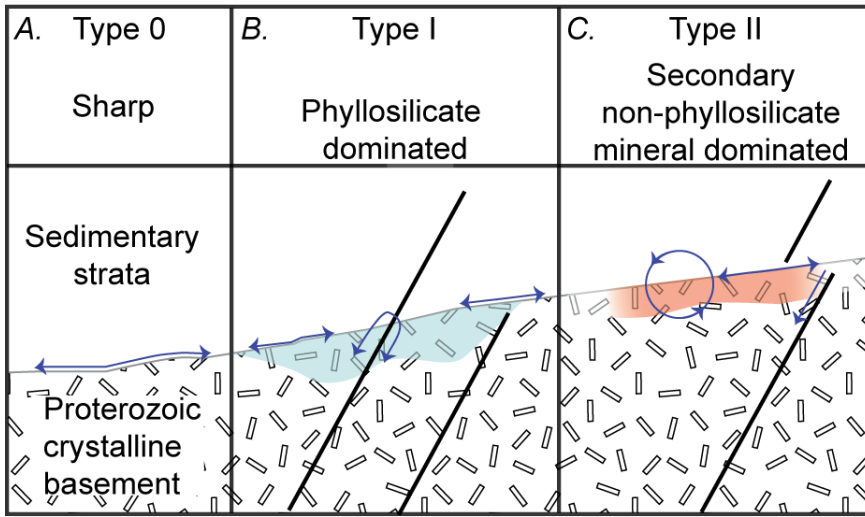 A. Type 0
Sharp
B. Type I
Phyllosilicate
dominated
C. Type II
Secondary
non-phyllosilicate
mineral dominated
Sedimentary
strata
Proterozoic
crystalline
basement